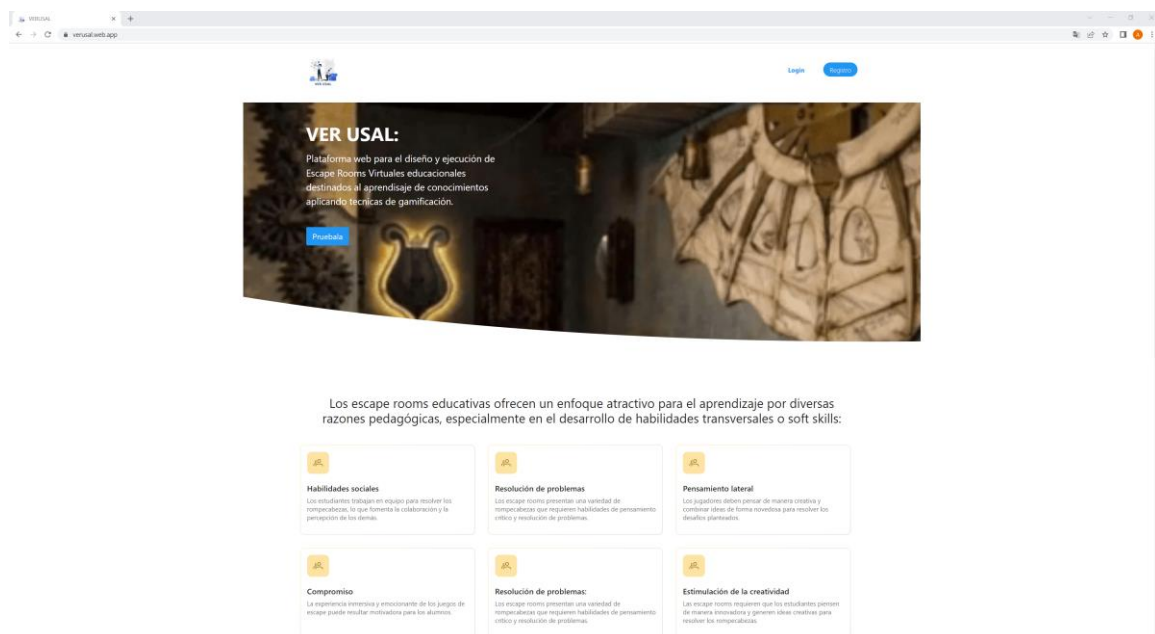 VERUSAL
verusal.web.app
VER USAL
Login
Registro
VER USAL:
Plataforma web para el diseño y ejecución de
Escape Rooms Virtuales educacionales
destinados al aprendisaje de conocimientos
aplicando tecnicas de gamificación.
Pruebala
Los escape rooms educativas ofrecen un enfoque atractivo para el aprendizaje por diversas
razones pedagógicas, especialmente en el desarrollo de habilidades transversales o soft skills:
Habilidades sociales
Los estudiantes trabajan en equipo para resolver los
rompecabezas, lo que fomenta la colaboración y la
percepción de los demás.
Resolución de problemas
Los escape rooms presentan una variedad de
rompecabezas que requieren habilidades de pensamiento
crítico y resolución de problemas.
Pensamiento lateral
Los jugadores deben pensar de manera creativa y
combinar ideas de forma novedosa para resolver los
desafíos planteados.
Compromiso
La experiencia inmersiva y emocionante de los juegos de
escape puede resultar motivadora para los alumnos.
Resolución de problemas:
Los escape rooms presentan una variedad de
rompecabezas que requieren habilidades de pensamiento
crítico y resolución de problemas.
Estimulación de la creatividad
Las escape rooms requieren que los estudiantes piensen
de manera innovadora y generen ideas creativas para
resolver los rompecabezas.